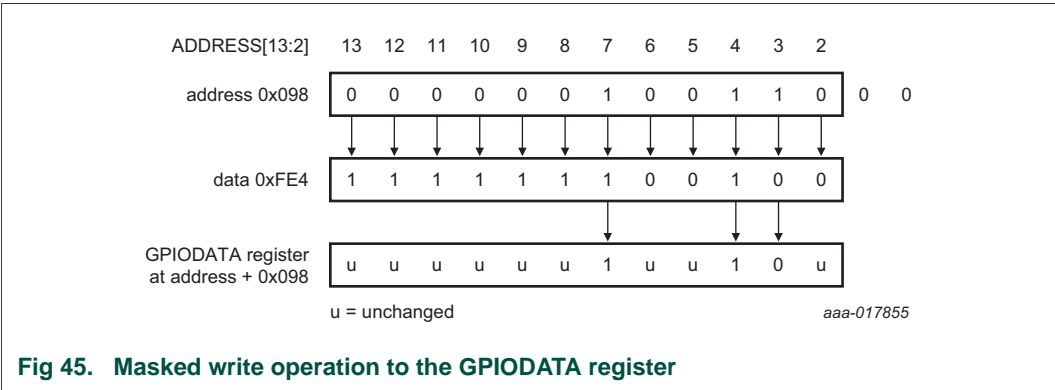 ADDRESS[13:2] 13 12 11 10 9 8 7 6 5 4 3 2
address 0x098 0 0 0 0 0 0 1 0 0 1 1 0 0 0
data 0xFE4 1 1 1 1 1 1 1 0 0 1 0 0
GPIODATA register
at address + 0x098
u u u u u u 1 u u 1 0 u
u = unchanged
aaa-017855
Fig 45. Masked write operation to the GPIODATA register